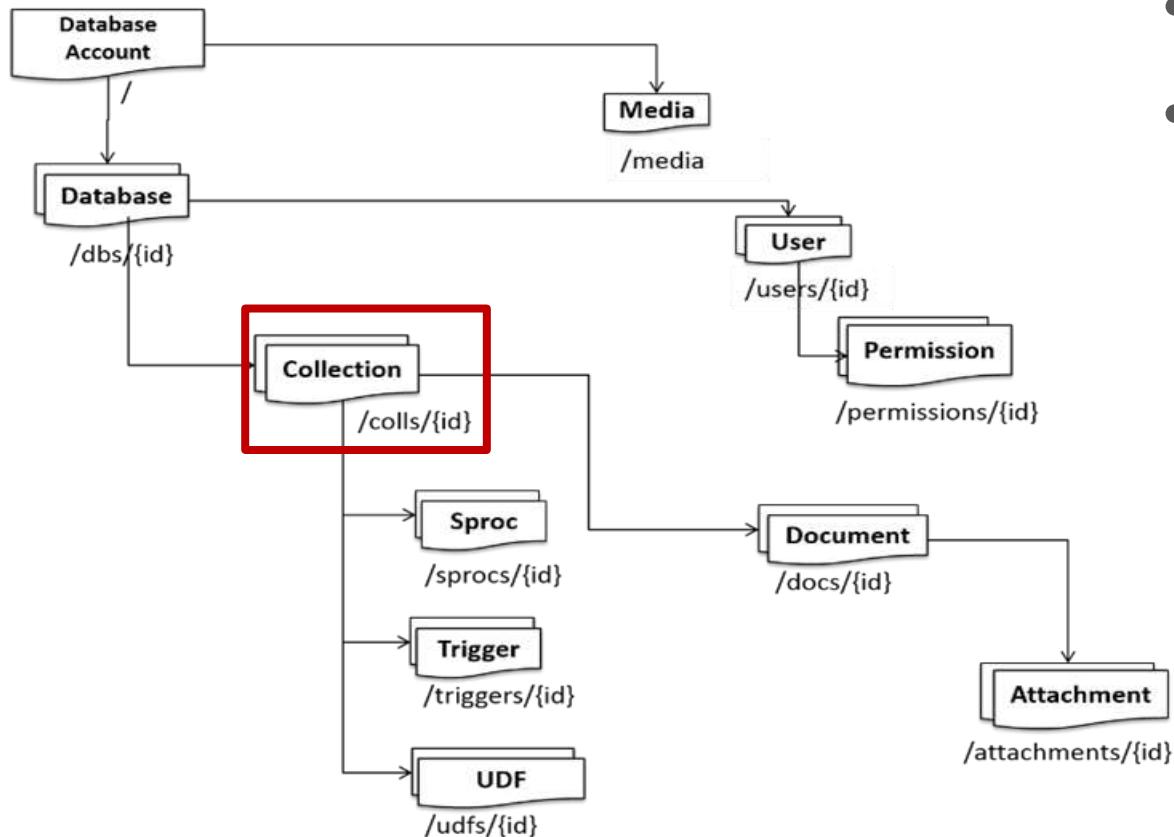 Database
Account
/
Media
/media
Database
/dbs/{id}
User
/users/{id}
Collection
/colls/{id}
Permission
/permissions/{id}
Sproc
/sprocs/{id}
Document
/docs/{id}
Trigger
/triggers/{id}
Attachment
/attachments/{id}
UDF
/udfs/{id}